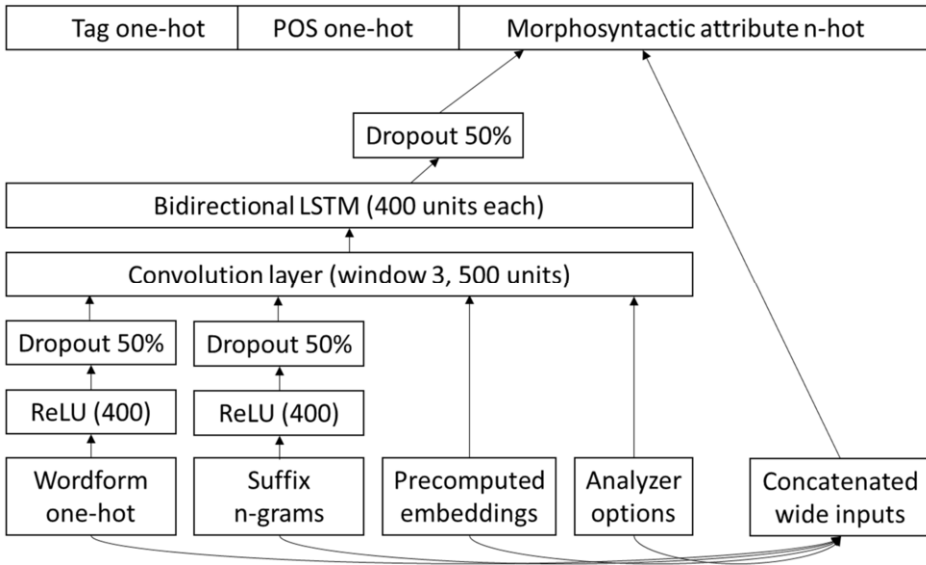 Tag one-hot
POS one-hot
Morphosyntactic attribute n-hot
Dropout 50%
Bidirectional LSTM (400 units each)
Convolution layer (window 3, 500 units)
Dropout 50%
Dropout 50%
ReLU (400)
ReLU (400)
Wordform
one-hot
Suffix
n-grams
Precomputed
embeddings
Analyzer
options
Concatenated
wide inputs